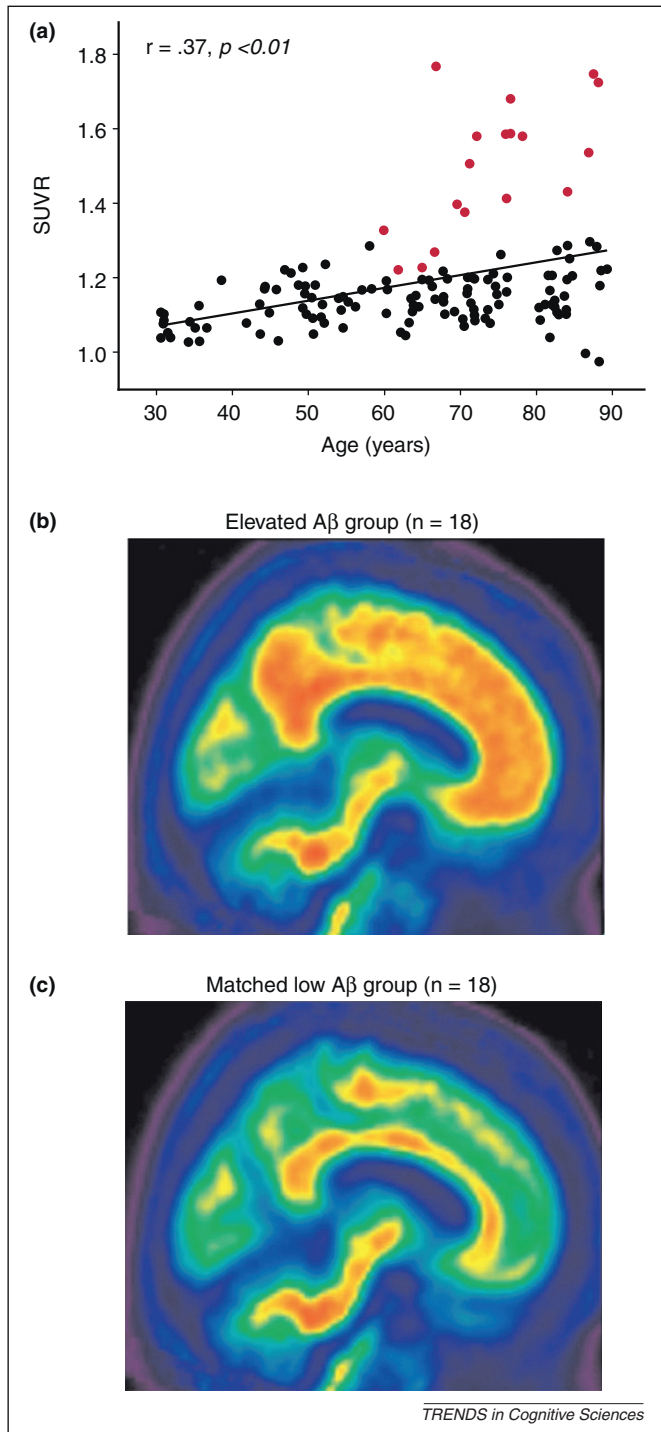 (a)
r = .37, p <0.01
1.8
1.6
1.4
1.2
1.0
SUVR
30 40 50 60 70 80 90
Age (years)
(b)
Elevated Aβ group (n = 18)
(c)
Matched low Aβ group (n = 18)
TRENDS in Cognitive Sciences